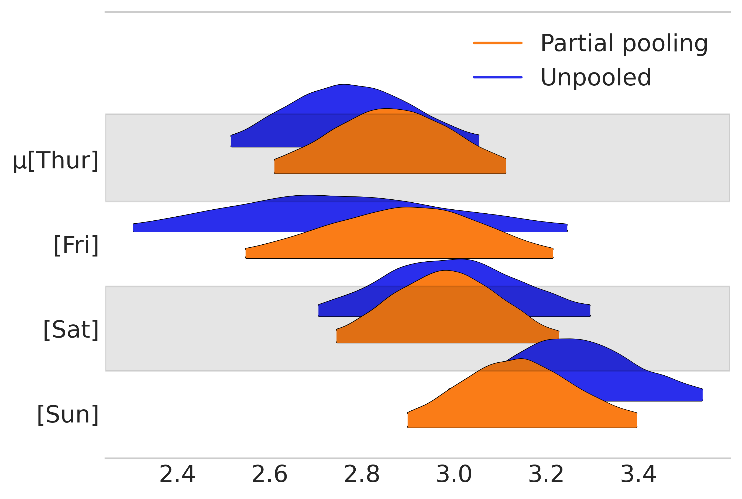 Partial pooling
Unpooled
μ[Thur]
[Fri]
[Sat]
[Sun]
2.4 2.6 2.8 3.0 3.2 3.4